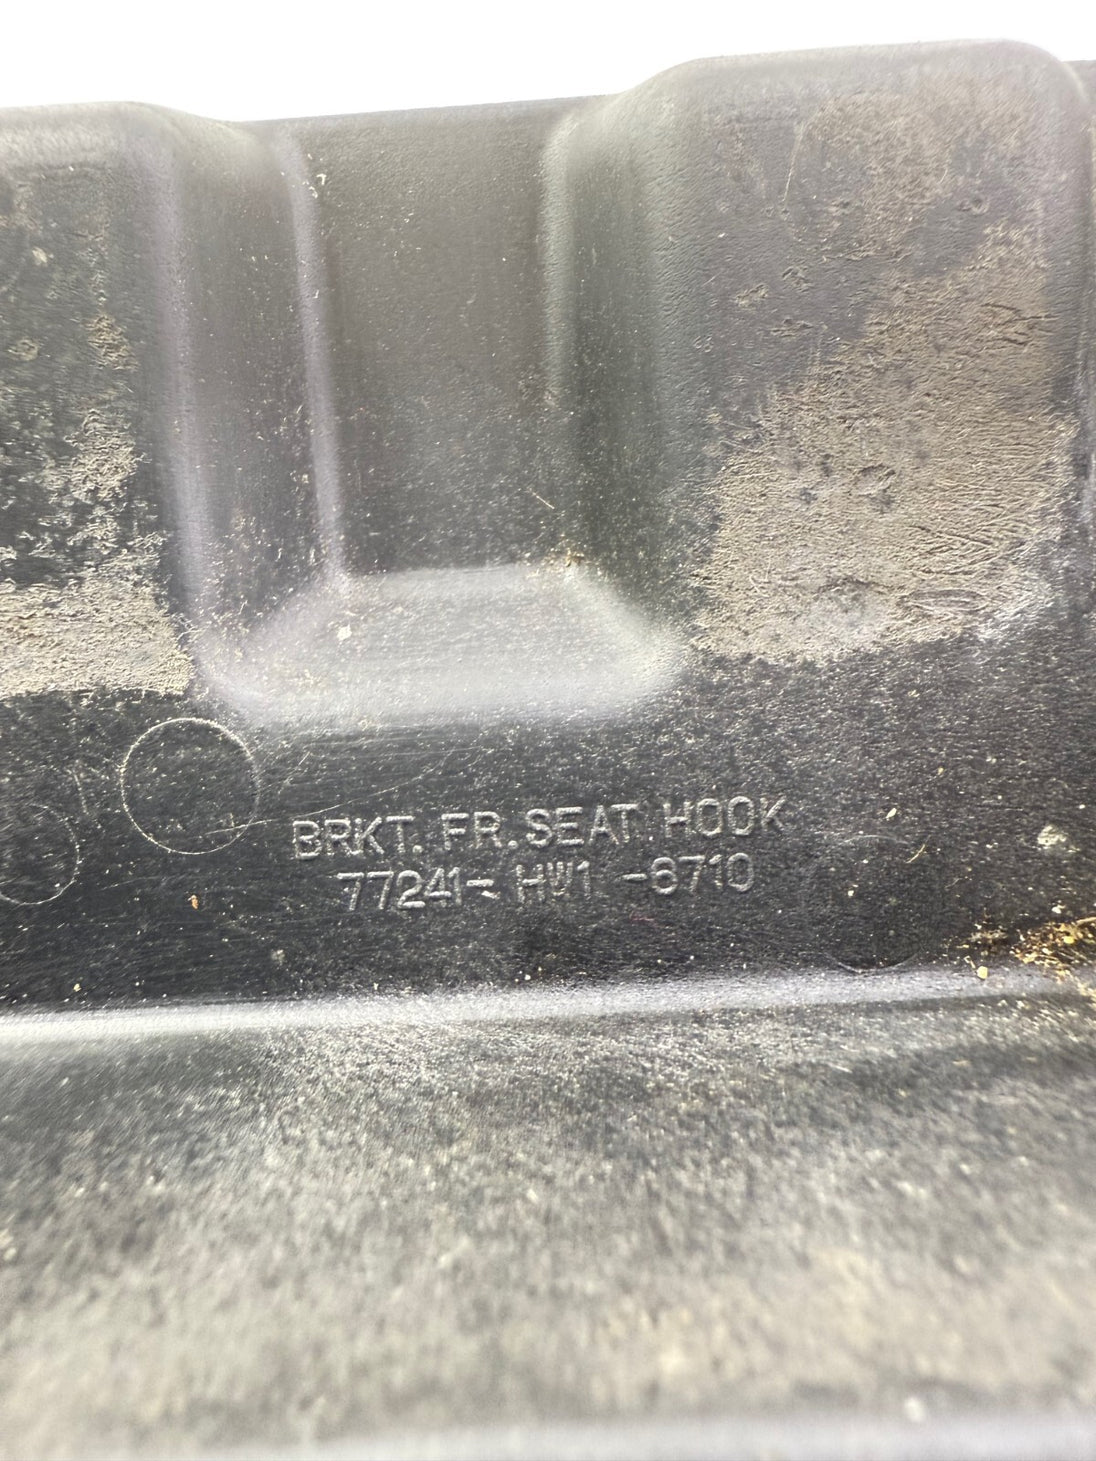 BRKT. FR. SEAT HOOK
77241- HW1 -6710